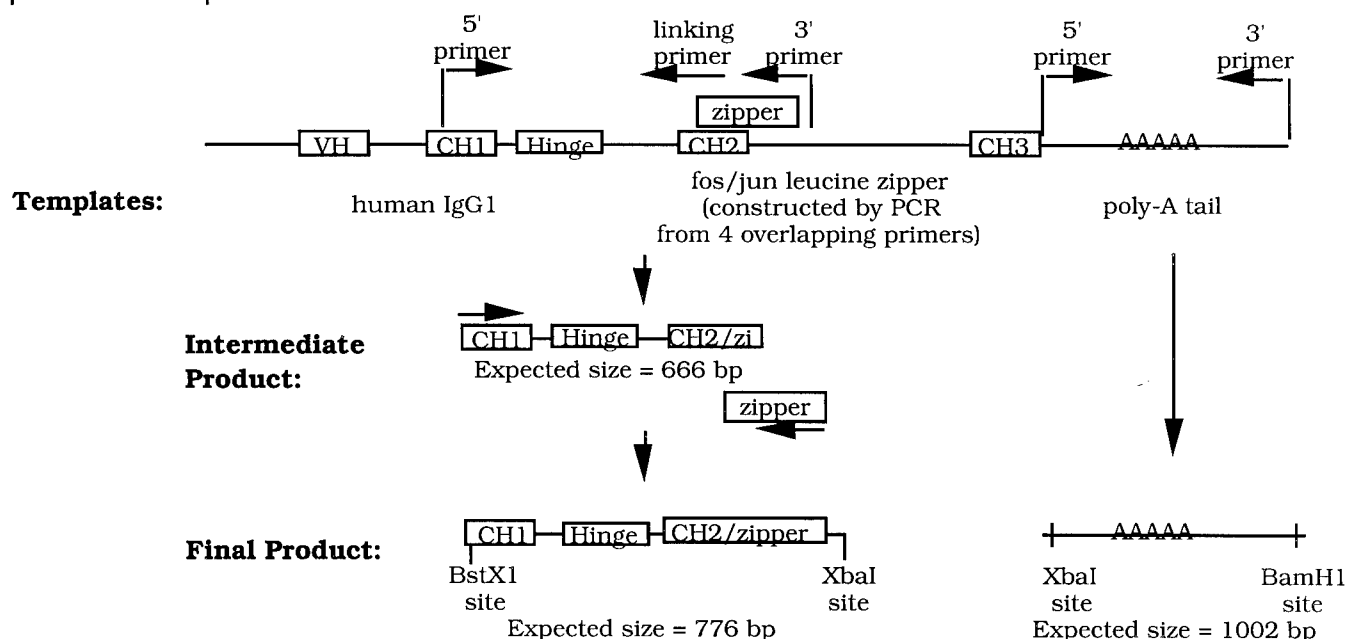 5'
primer
linking
primer
3'
primer
5'
primer
3'
primer
zipper
VH
CH1
Hinge
CH2
CH3
AAAAA
Templates:
human IgG1
fos/jun leucine zipper
(constructed by PCR
from 4 overlapping primers)
poly-A tail
Intermediate
Product:
CH1
Hinge
CH2/zi
Expected size = 666 bp
zipper
Final Product:
CH1
Hinge
CH2/zipper
AAAAA
BstX1
site
XbaI
site
XbaI
site
BamH1
site
Expected size = 776 bp
Expected size = 1002 bp